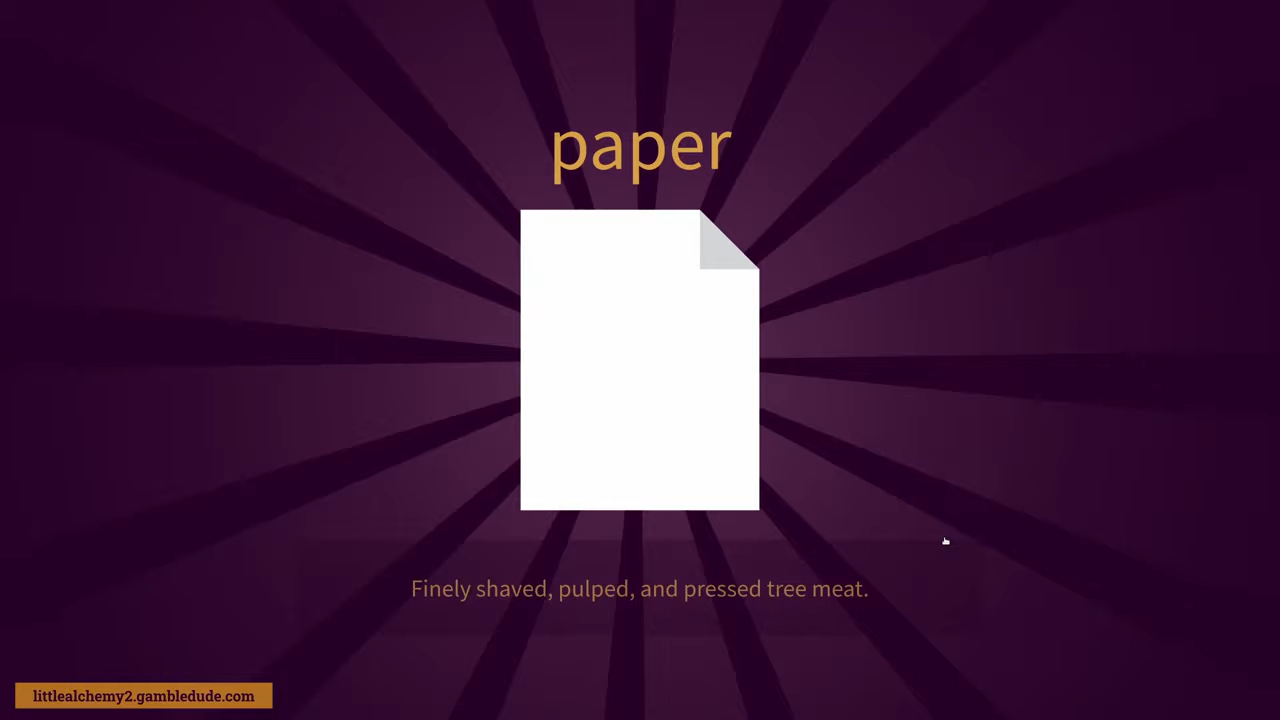 paper
Finely shaved, pulped, and pressed tree meat.
littlealchemy2.gambledude.com